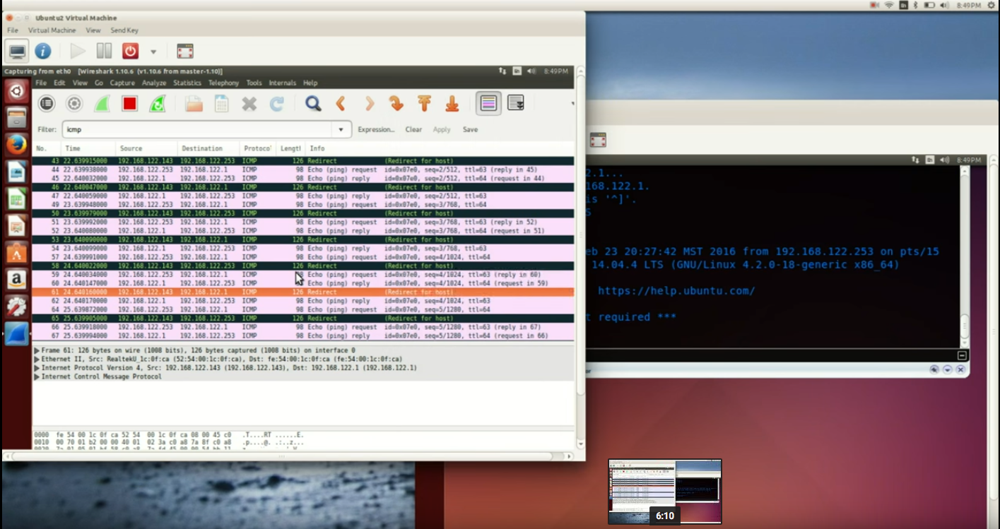 8:49PM
Ubuntu2 Virtual Machine
File Virtual Machine View Send Key
Capturing from eth0 [Wireshark 1.10.6 (v1.10.6 from master-1.10)]
8:49PM
File Edit View Go Capture Analyze Statistics Telephony Tools Internals Help
Filter: icmp Expression... Clear Apply Save
No. Time Source Destination Protoco Lengtl Info
43 22.639915000 192.168.122.143 192.168.122.253 ICMP 126 Redirect (Redirect for host)
44 22.639938000 192.168.122.253 192.168.122.1 ICMP 98 Echo (ping) request id=0x07e0, seq=2/512, ttl=63 (reply in 45)
45 22.640032000 192.168.122.1 192.168.122.253 ICMP 98 Echo (ping) reply id=0x07e0, seq=2/512, ttl=64 (request in 44)
46 22.640047000 192.168.122.143 192.168.122.1 ICMP 126 Redirect (Redirect for host)
47 22.640059000 192.168.122.1 192.168.122.253 ICMP 98 Echo (ping) reply id=0x07e0, seq=2/512, ttl=63
49 23.639948000 192.168.122.253 192.168.122.1 ICMP 98 Echo (ping) request id=0x07e0, seq=3/768, ttl=64
50 23.639979000 192.168.122.143 192.168.122.253 ICMP 126 Redirect (Redirect for host)
51 23.639992000 192.168.122.253 192.168.122.1 ICMP 98 Echo (ping) request id=0x07e0, seq=3/768, ttl=63 (reply in 52)
52 23.640080000 192.168.122.1 192.168.122.253 ICMP 98 Echo (ping) reply id=0x07e0, seq=3/768, ttl=64 (request in 51)
53 23.640090000 192.168.122.143 192.168.122.1 ICMP 126 Redirect (Redirect for host)
54 23.640099000 192.168.122.1 192.168.122.253 ICMP 98 Echo (ping) reply id=0x07e0, seq=3/768, ttl=63
57 24.639991000 192.168.122.253 192.168.122.1 ICMP 98 Echo (ping) request id=0x07e0, seq=4/1024, ttl=64
58 24.640022000 192.168.122.143 192.168.122.253 ICMP 126 Redirect (Redirect for host)
59 24.640034000 192.168.122.253 192.168.122.1 ICMP Echo (ping) request id=0x07e0, seq=4/1024, ttl=63 (reply in 60)
60 24.640147000 192.168.122.1 192.168.122.253 ICMP 98 Echo (ping) reply id=0x07e0, seq=4/1024, ttl=64 (request in 59)
61 24.640160000 192.168.122.143 192.168.122.1 ICMP 126 Redirect (Redirect for host)
62 24.640170000 192.168.122.1 192.168.122.253 ICMP 98 Echo (ping) reply id=0x07e0, seq=4/1024, ttl=63
64 25.639872000 192.168.122.253 192.168.122.1 ICMP 98 Echo (ping) request id=0x07e0, seq=5/1280, ttl=64
65 25.639905000 192.168.122.143 192.168.122.253 ICMP 126 Redirect (Redirect for host)
66 25.639918000 192.168.122.253 192.168.122.1 ICMP 98 Echo (ping) request id=0x07e0, seq=5/1280, ttl=63 (reply in 67)
67 25.639994000 192.168.122.1 192.168.122.253 ICMP 98 Echo (ping) reply id=0x07e0, seq=5/1280, ttl=64 (request in 66)
Frame 61: 126 bytes on wire (1008 bits), 126 bytes captured (1008 bits) on interface 0
Ethernet II, Src: RealtekU_1c:0f:ca (52:54:00:1c:0f:ca), Dst: fe:54:00:1c:0f:ca (fe:54:00:1c:0f:ca)
Internet Protocol Version 4, Src: 192.168.122.143 (192.168.122.143), Dst: 192.168.122.1 (192.168.122.1)
Internet Control Message Protocol
0000 fe 54 00 1c 0f ca 52 54 00 1c 0f ca 08 00 45 c0 .T....RT ......E.
0010 00 70 01 b2 00 00 40 01 02 3a c0 a8 7a 8f c0 a8 .p....@. .:..z...
8:49PM
2.1...
168.122.1.
is '^]'.
S
eb 23 20:27:42 MST 2016 from 192.168.122.253 on pts/15
14.04.4 LTS (GNU/Linux 4.2.0-18-generic x86_64)
https://help.ubuntu.com/
t required ***
er
6:10